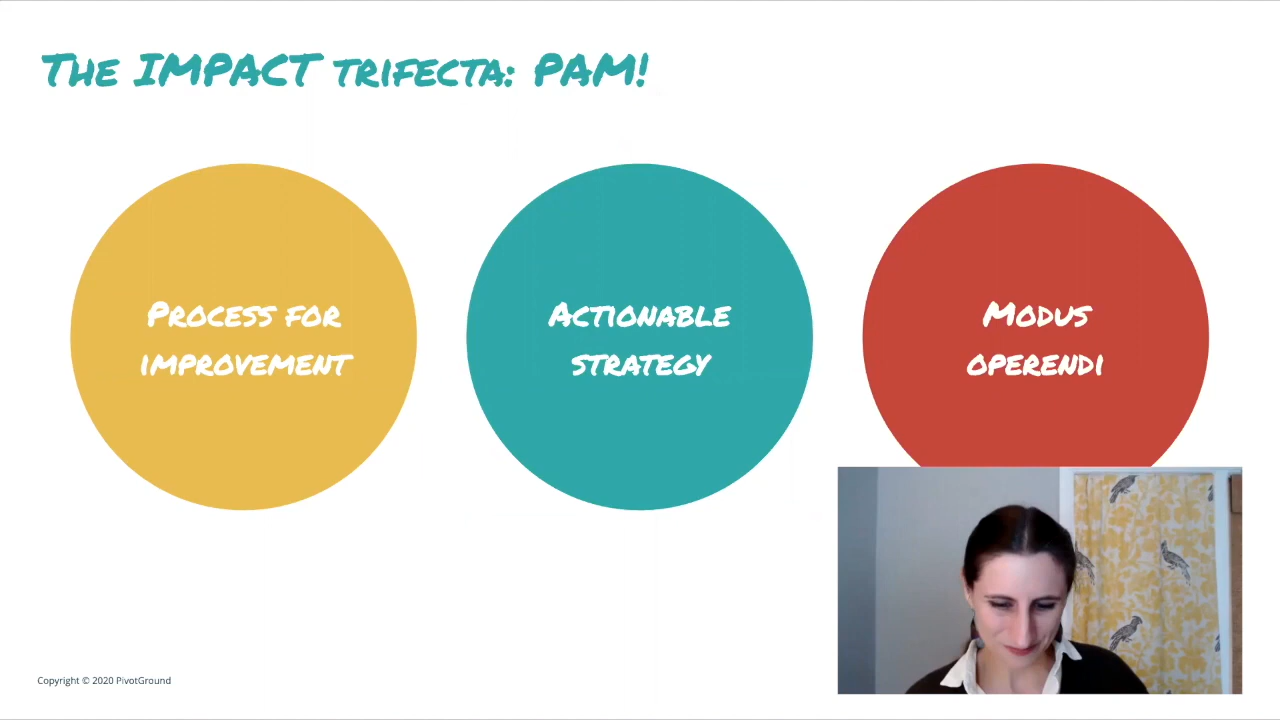 The IMPACT trifecta: PAM!
Process for
improvement
Actionable
strategy
Modus
operendi
Copyright © 2020 PivotGround